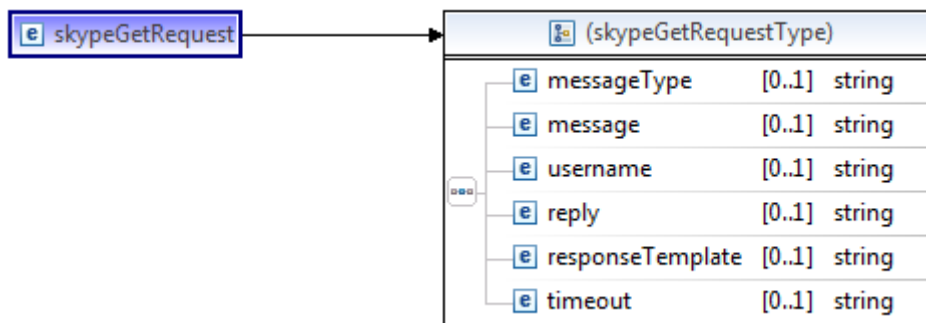 e skypeGetRequest
(skypeGetRequestType)
e messageType [0..1] string
e message [0..1] string
e username [0..1] string
e reply [0..1] string
e responseTemplate [0..1] string
e timeout [0..1] string